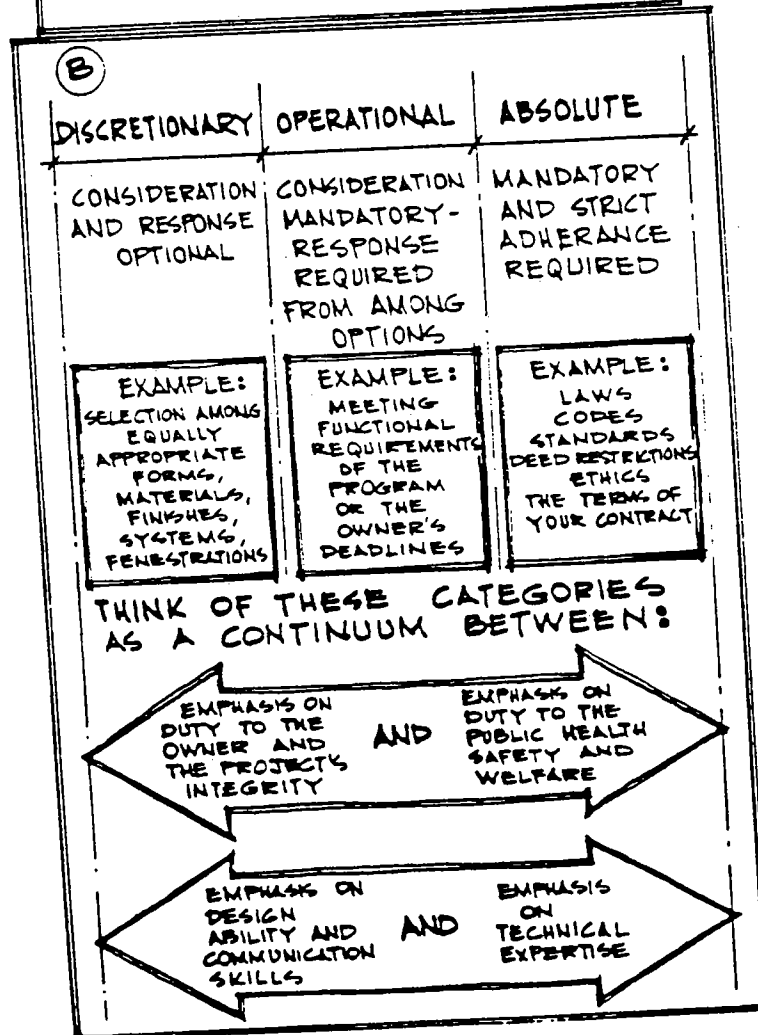 B
DISCRETIONARY
OPERATIONAL
ABSOLUTE
CONSIDERATION
AND RESPONSE
OPTIONAL
CONSIDERATION
MANDATORY-
RESPONSE
REQUIRED
FROM AMONG
OPTIONS
MANDATORY
AND STRICT
ADHERANCE
REQUIRED
EXAMPLE:
SELECTION AMONG
EQUALLY
APPROPRIATE
FORMS,
MATERIALS,
FINISHES,
SYSTEMS,
FENESTRATIONS
EXAMPLE:
MEETING
FUNCTIONAL
REQUIREMENTS
OF THE
PROGRAM
OR THE
OWNER'S
DEADLINES
EXAMPLE:
LAWS
CODES
STANDARDS
DEED RESTRICTIONS
ETHICS
THE TERMS OF
YOUR CONTRACT
THINK OF THESE CATEGORIES
AS A CONTINUUM BETWEEN:
EMPHASIS ON
DUTY TO THE
OWNER AND
THE PROJECT'S
INTEGRITY
AND
EMPHASIS ON
DUTY TO THE
PUBLIC HEALTH
SAFETY AND
WELFARE
EMPHASIS ON
DESIGN
ABILITY AND
COMMUNICATION
SKILLS
AND
EMPHASIS
ON
TECHNICAL
EXPERTISE